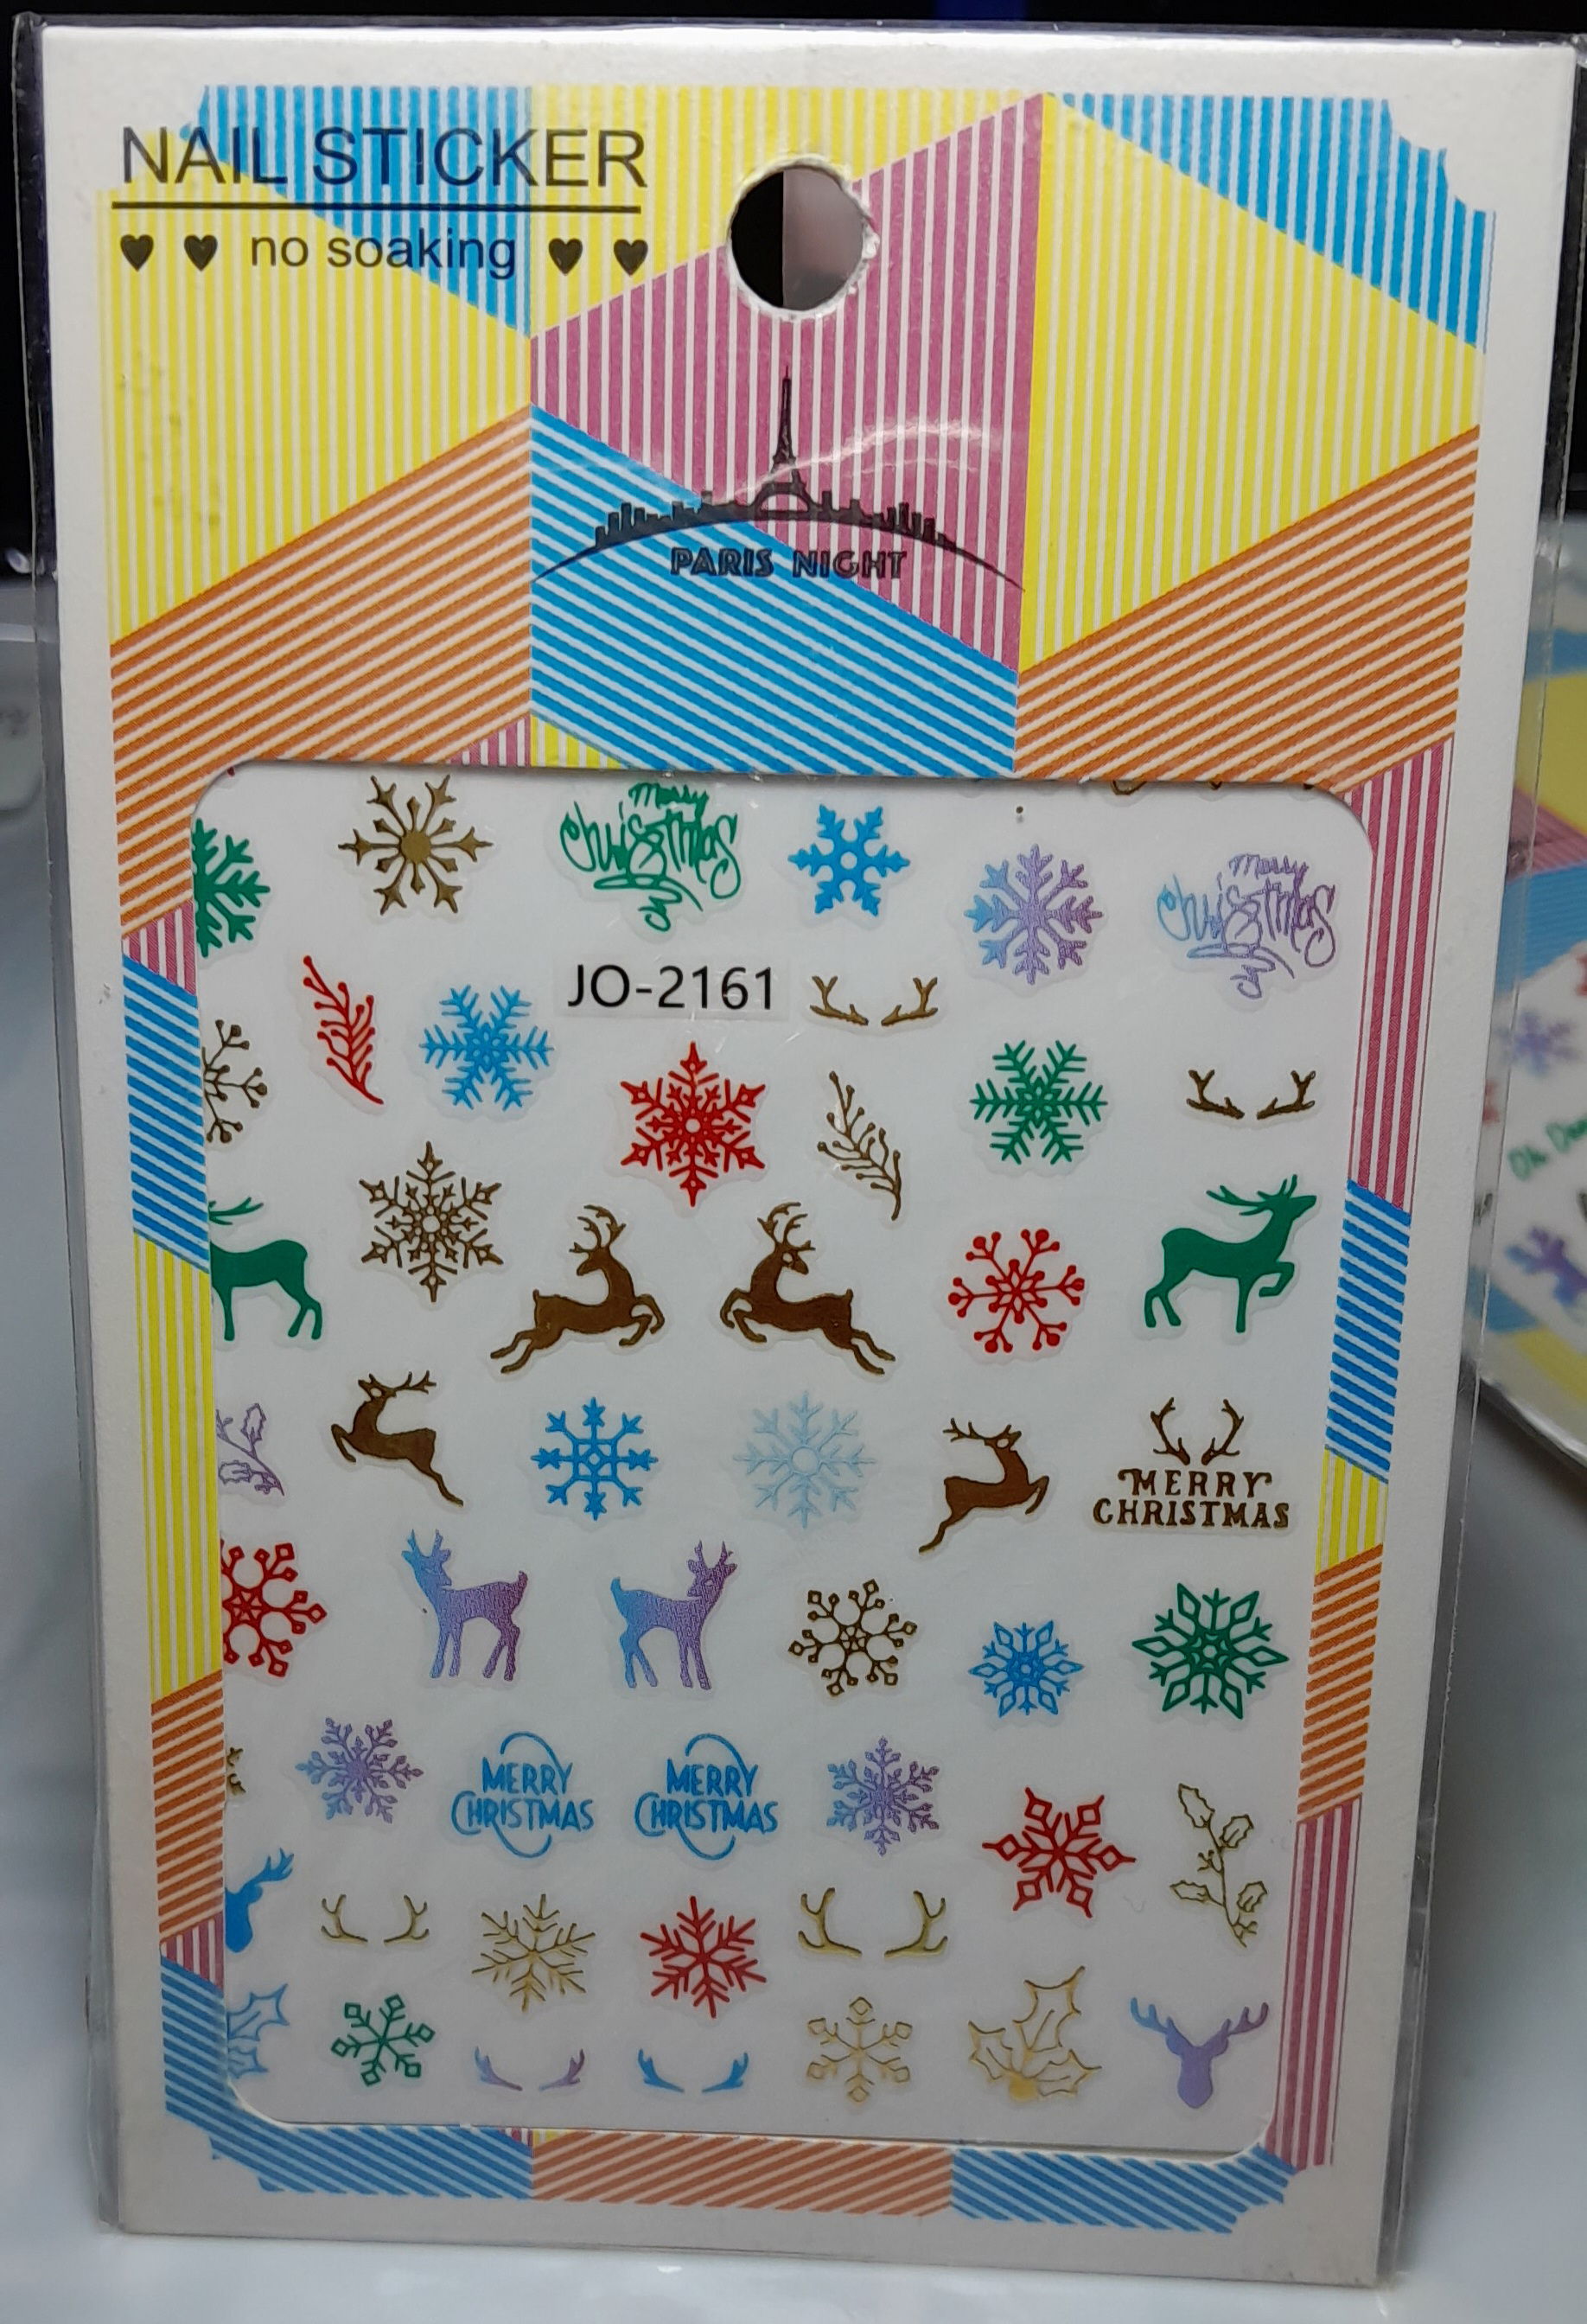 NAIL STICKER
no soaking
PARIS NIGHT
Merry
Christmas
Merry
Christmas
JO-2161
MERRY
CHRISTMAS
MERRY
CHRISTMAS
MERRY
CHRISTMAS